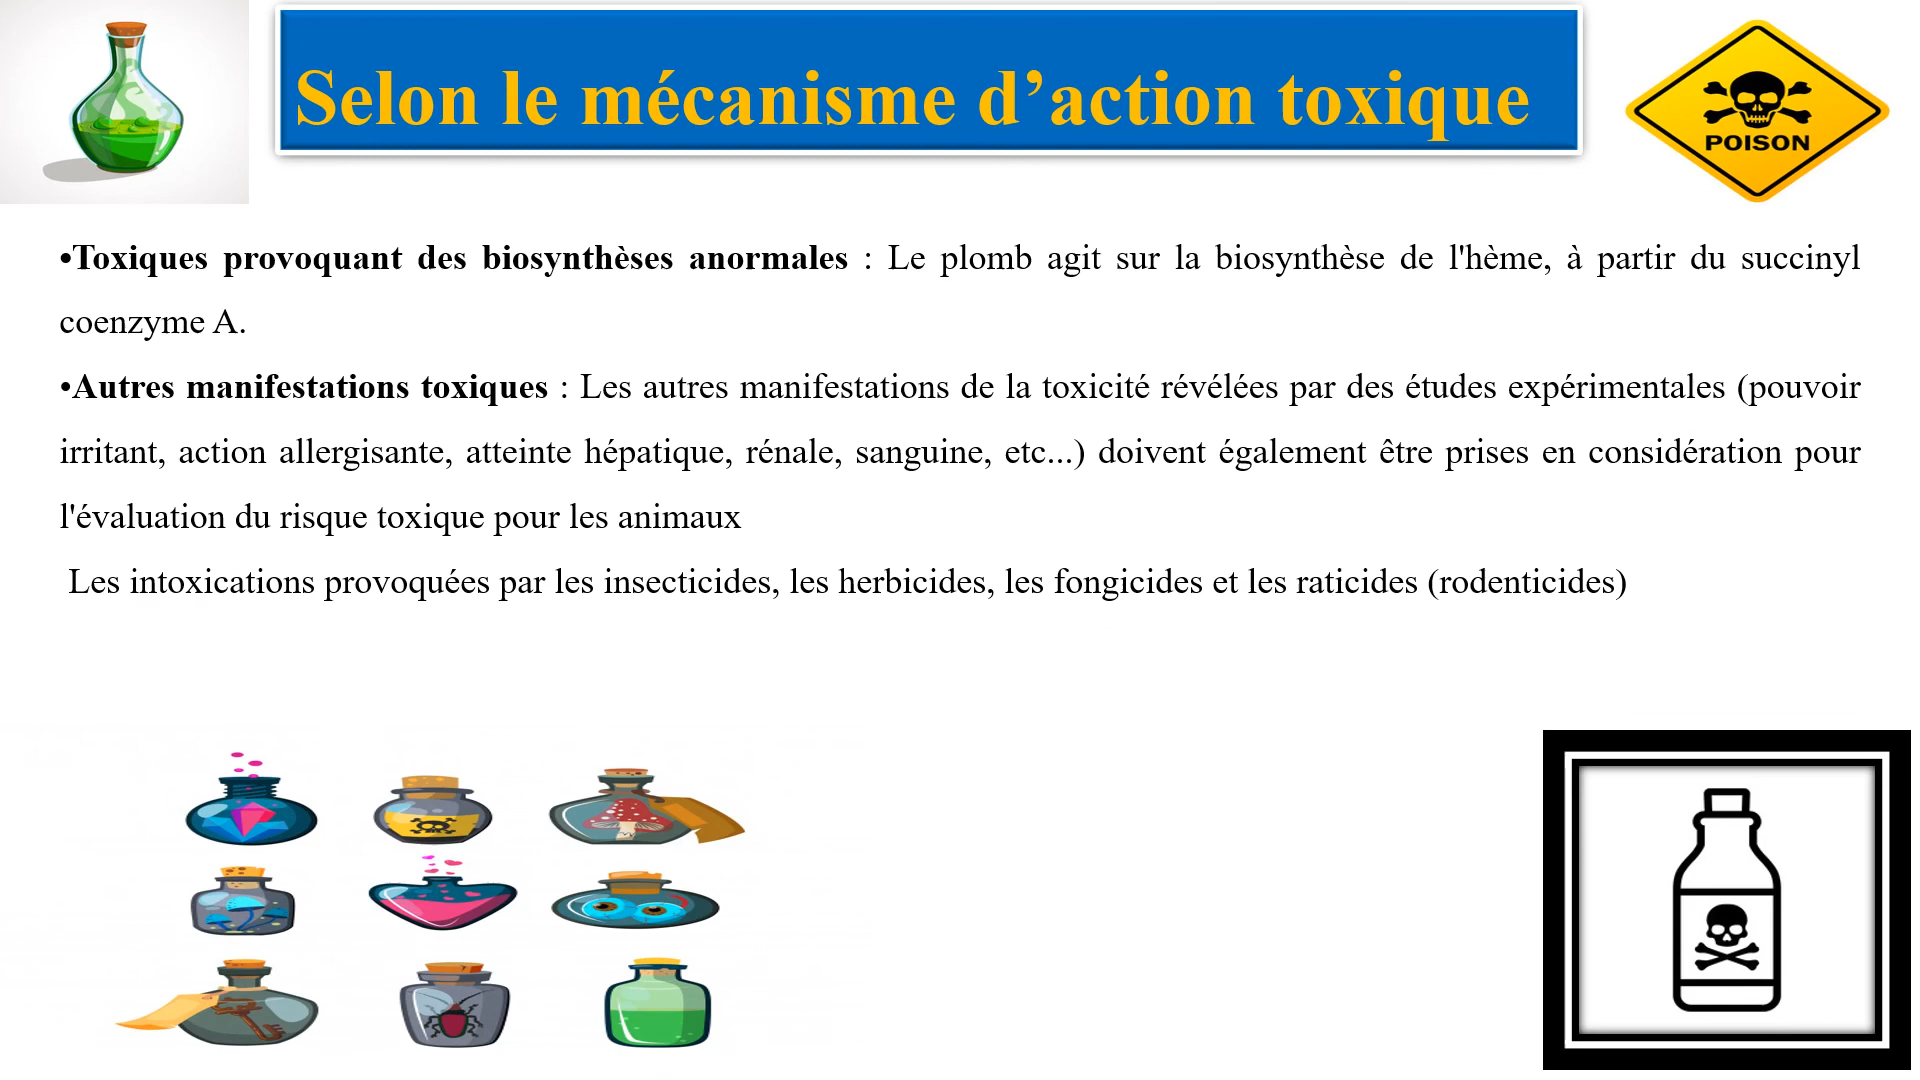 Selon le mécanisme d’action toxique
POISON
•Toxiques provoquant des biosynthèses anormales : Le plomb agit sur la biosynthèse de l'hème, à partir du succinyl
coenzyme A.
•Autres manifestations toxiques : Les autres manifestations de la toxicité révélées par des études expérimentales (pouvoir
irritant, action allergisante, atteinte hépatique, rénale, sanguine, etc...) doivent également être prises en considération pour
l'évaluation du risque toxique pour les animaux
Les intoxications provoquées par les insecticides, les herbicides, les fongicides et les raticides (rodenticides)